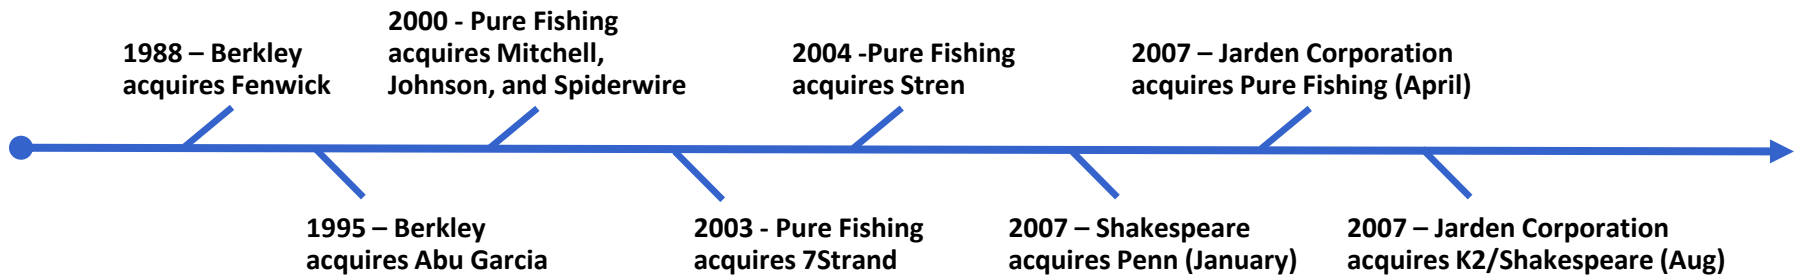 1988 – Berkley
acquires Fenwick
2000 - Pure Fishing
acquires Mitchell,
Johnson, and Spiderwire
2004 -Pure Fishing
acquires Stren
2007 – Jarden Corporation
acquires Pure Fishing (April)
1995 – Berkley
acquires Abu Garcia
2003 - Pure Fishing
acquires 7Strand
2007 – Shakespeare
acquires Penn (January)
2007 – Jarden Corporation
acquires K2/Shakespeare (Aug)